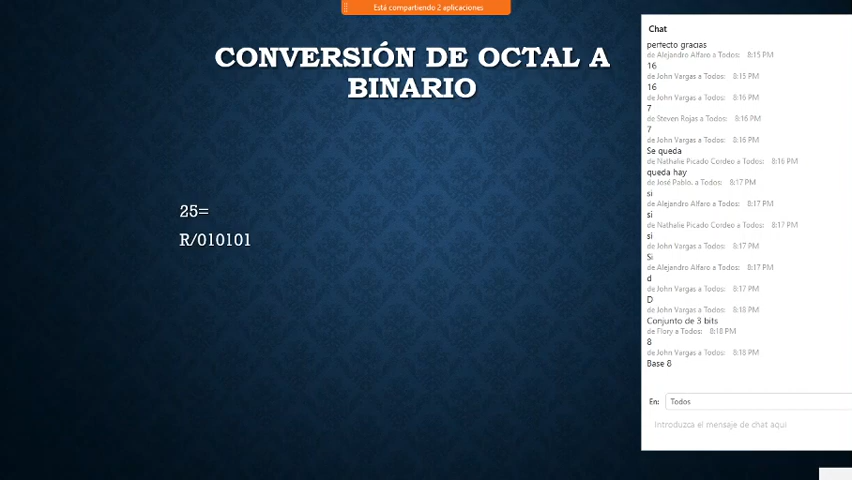 Está compartiendo 2 aplicaciones
CONVERSIÓN DE OCTAL A
BINARIO
25=
R/010101
Chat
perfecto gracias
de Alejandro Alfaro a Todos: 8:15 PM
16
de John Vargas a Todos: 8:15 PM
16
de John Vargas a Todos: 8:16 PM
7
de Steven Rojas a Todos: 8:16 PM
7
de John Vargas a Todos: 8:16 PM
Se queda
de Nathalie Picado Cordeo a Todos: 8:16 PM
queda hay
de José Pablo. a Todos: 8:17 PM
si
de Alejandro Alfaro a Todos: 8:17 PM
si
de Nathalie Picado Cordeo a Todos: 8:17 PM
si
de John Vargas a Todos: 8:17 PM
Si
de Alejandro Alfaro a Todos: 8:17 PM
d
de John Vargas a Todos: 8:17 PM
D
de John Vargas a Todos: 8:18 PM
Conjunto de 3 bits
de Flory a Todos: 8:18 PM
8
de John Vargas a Todos: 8:18 PM
Base 8
En: Todos
Introduzca el mensaje de chat aquí